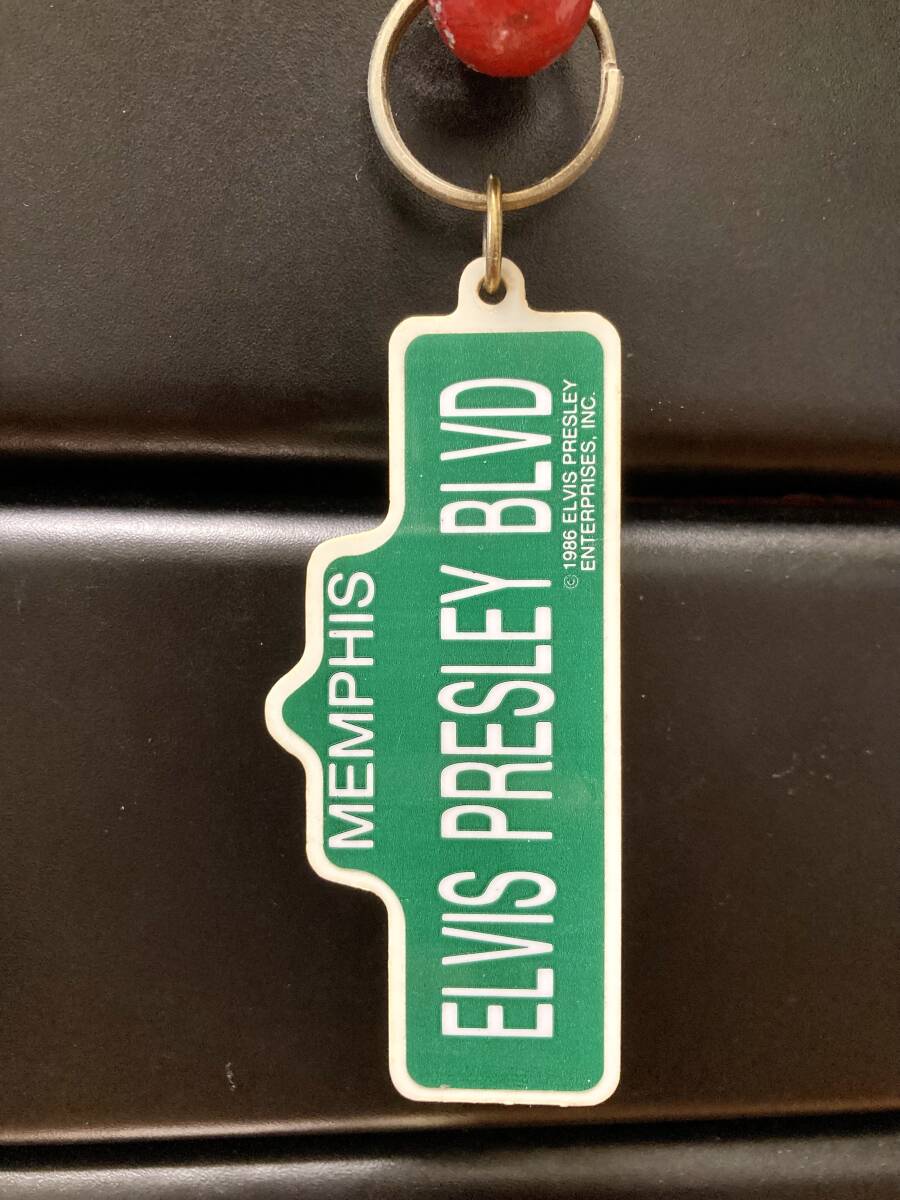 MEMPHIS
ELVIS PRESLEY BLVD
© 1986 ELVIS PRESLEY
ENTERPRISES, INC.